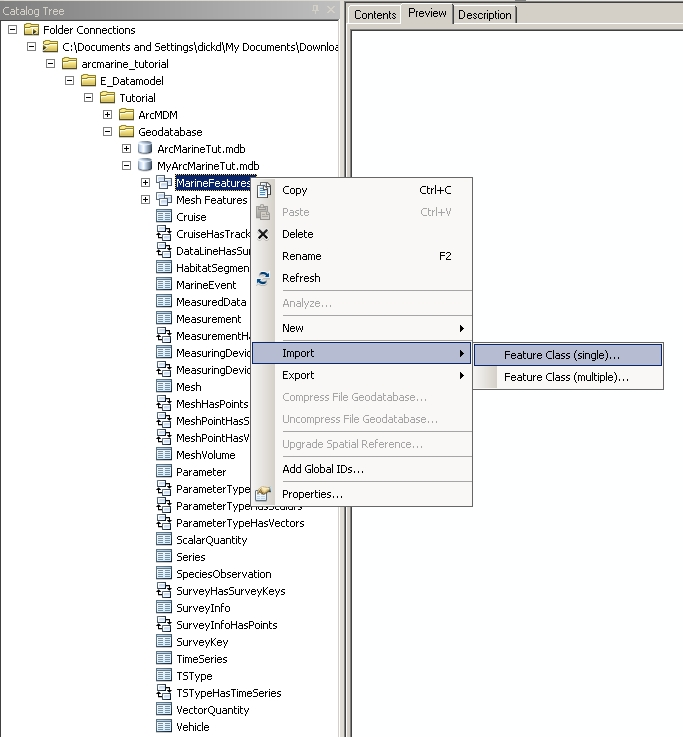 Catalog Tree
Folder Connections
C:\Documents and Settings\dickd\My Documents\Downloa
arcmarine_tutorial
E_Datamodel
Tutorial
ArcMDM
Geodatabase
ArcMarineTut.mdb
MyArcMarineTut.mdb
MarineFeatures
Mesh Features
Cruise
CruiseHasTrack
DataLineHasSur
HabitatSegmen
MarineEvent
MeasuredData
Measurement
MeasurementHa
MeasuringDevic
MeasuringDevic
Mesh
MeshHasPoints
MeshPointHasS
MeshPointHasV
MeshVolume
Parameter
ParameterType
ParameterTypeHasScalars
ParameterTypeHasVectors
ScalarQuantity
Series
SpeciesObservation
SurveyHasSurveyKeys
SurveyInfo
SurveyInfoHasPoints
SurveyKey
TimeSeries
TSType
TSTypeHasTimeSeries
VectorQuantity
Vehicle
Contents Preview Description
Copy Ctrl+C
Paste Ctrl+V
Delete
Rename F2
Refresh
Analyze...
New
Import
Export
Compress File Geodatabase...
Uncompress File Geodatabase...
Upgrade Spatial Reference...
Add Global IDs...
Properties...
Feature Class (single)...
Feature Class (multiple)...